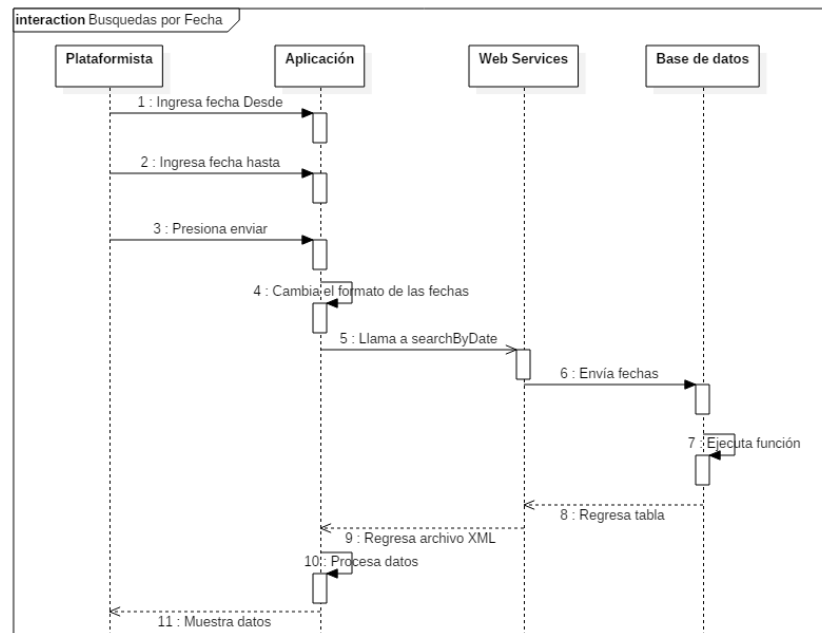 interaction Busquedas por Fecha
Plataformista
Aplicación
Web Services
Base de datos
1 : Ingresa fecha Desde
2 : Ingresa fecha hasta
3 : Presiona enviar
4 : Cambia el formato de las fechas
5 : Llama a searchByDate
6 : Envía fechas
7 : Ejecuta función
8 : Regresa tabla
9 : Regresa archivo XML
10 : Procesa datos
11 : Muestra datos